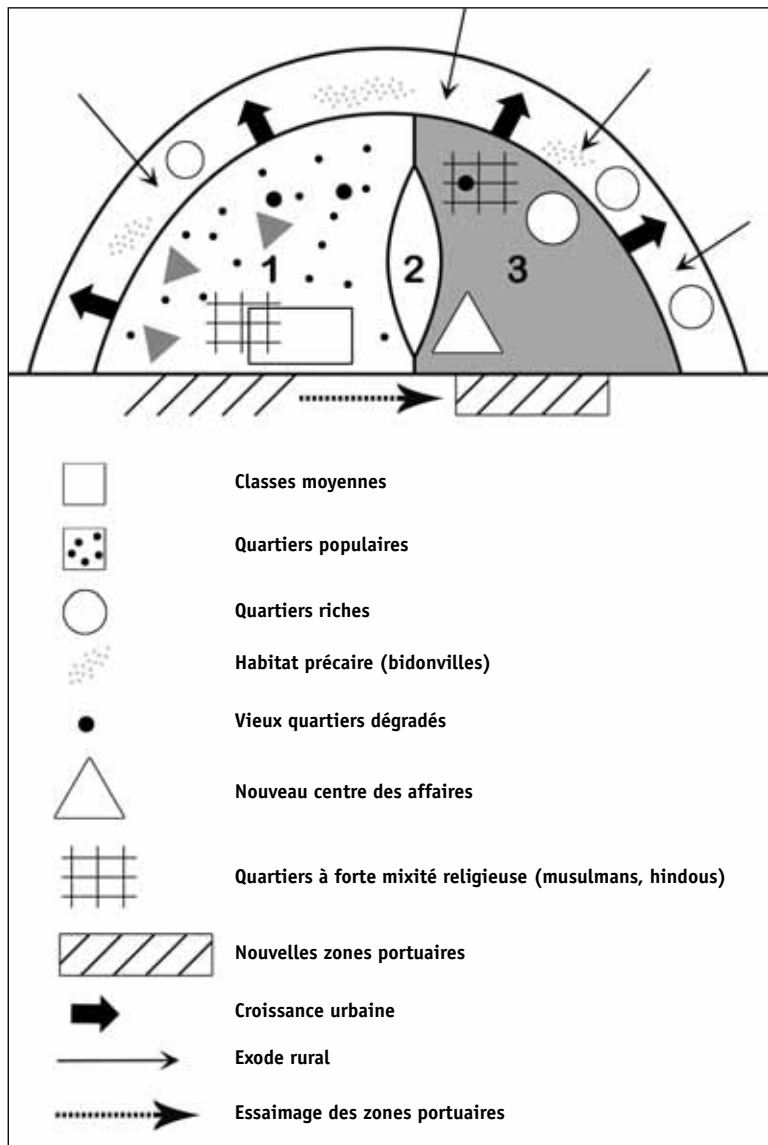 1
2
3
Classes moyennes
Quartiers populaires
Quartiers riches
Habitat précaire (bidonvilles)
Vieux quartiers dégradés
Nouveau centre des affaires
Quartiers à forte mixité religieuse (musulmans, hindous)
Nouvelles zones portuaires
Croissance urbaine
Exode rural
Essaimage des zones portuaires